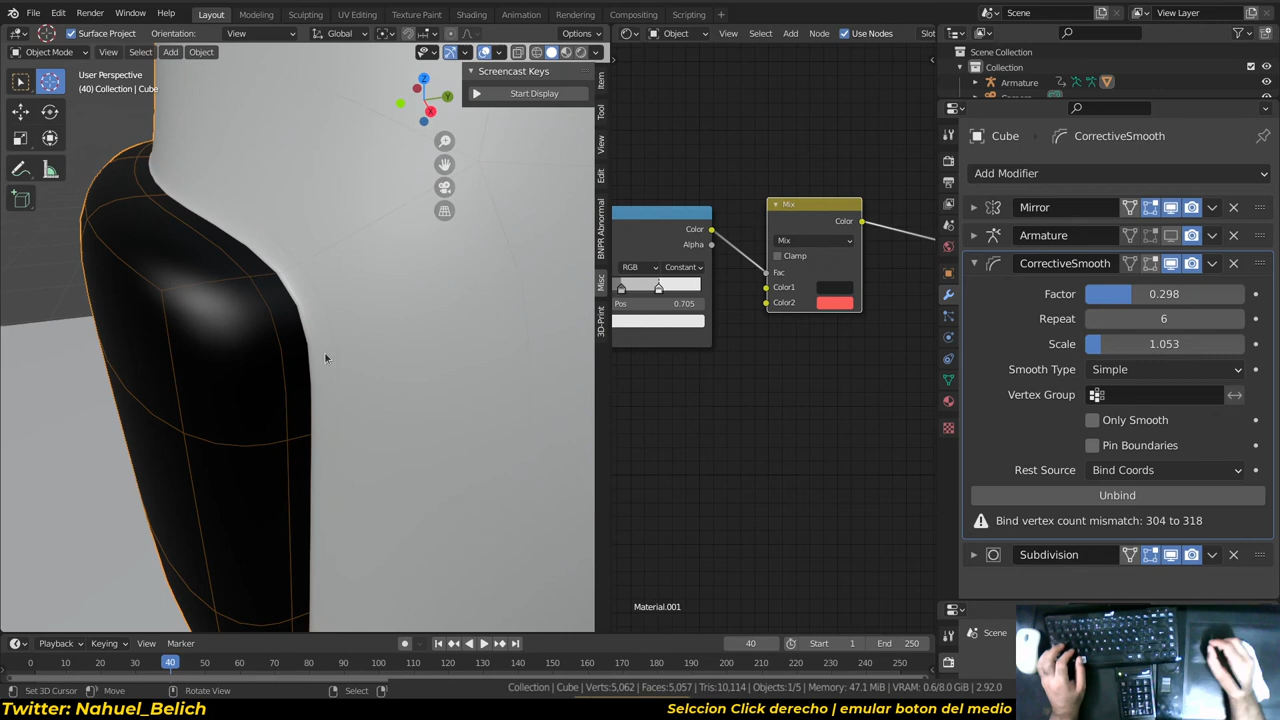 File Edit Render Window Help Layout Modeling Sculpting UV Editing Texture Paint Shading Animation Rendering Compositing Scripting Scene View Layer
Surface Project Global View Options Object View Select Add Node Use Nodes Slot
Object Mode View Select Add Object
User Perspective
(40) Collection | Cube
Screencast Keys
Start Display
Z
Y
X
Item
Tool
View
Edit
BNPR Abnormal
Misc
3D-Print
Color
Alpha
RGB Constant
Pos 0.705
Mix
Color
Mix
Clamp
Fac
Color1
Color2
Material.001
Scene Collection
Collection
Armature
Cube CorrectiveSmooth
Add Modifier
Mirror
Armature
CorrectiveSmooth
Factor 0.298
Repeat 6
Scale 1.053
Smooth Type Simple
Vertex Group
Only Smooth
Pin Boundaries
Rest Source Bind Coords
Unbind
Bind vertex count mismatch: 304 to 318
Subdivision
Scene
Playback Keying View Marker 40 Start 1 End 250
0 10 20 30 40 50 60 70 80 90 100 110 120 130 140 150 160 170 180 190 200 210 220 230 240 250
Set 3D Cursor Move Rotate View Select Move
Collection | Cube | Verts:5,062 | Faces:5,057 | Tris:10,114 | Objects:1/5 | Memory: 47.1 MiB | VRAM: 0.6/8.0 GiB | 2.92.0
Twitter: Nahuel_Belich
Selccion Click derecho | emular boton del medio